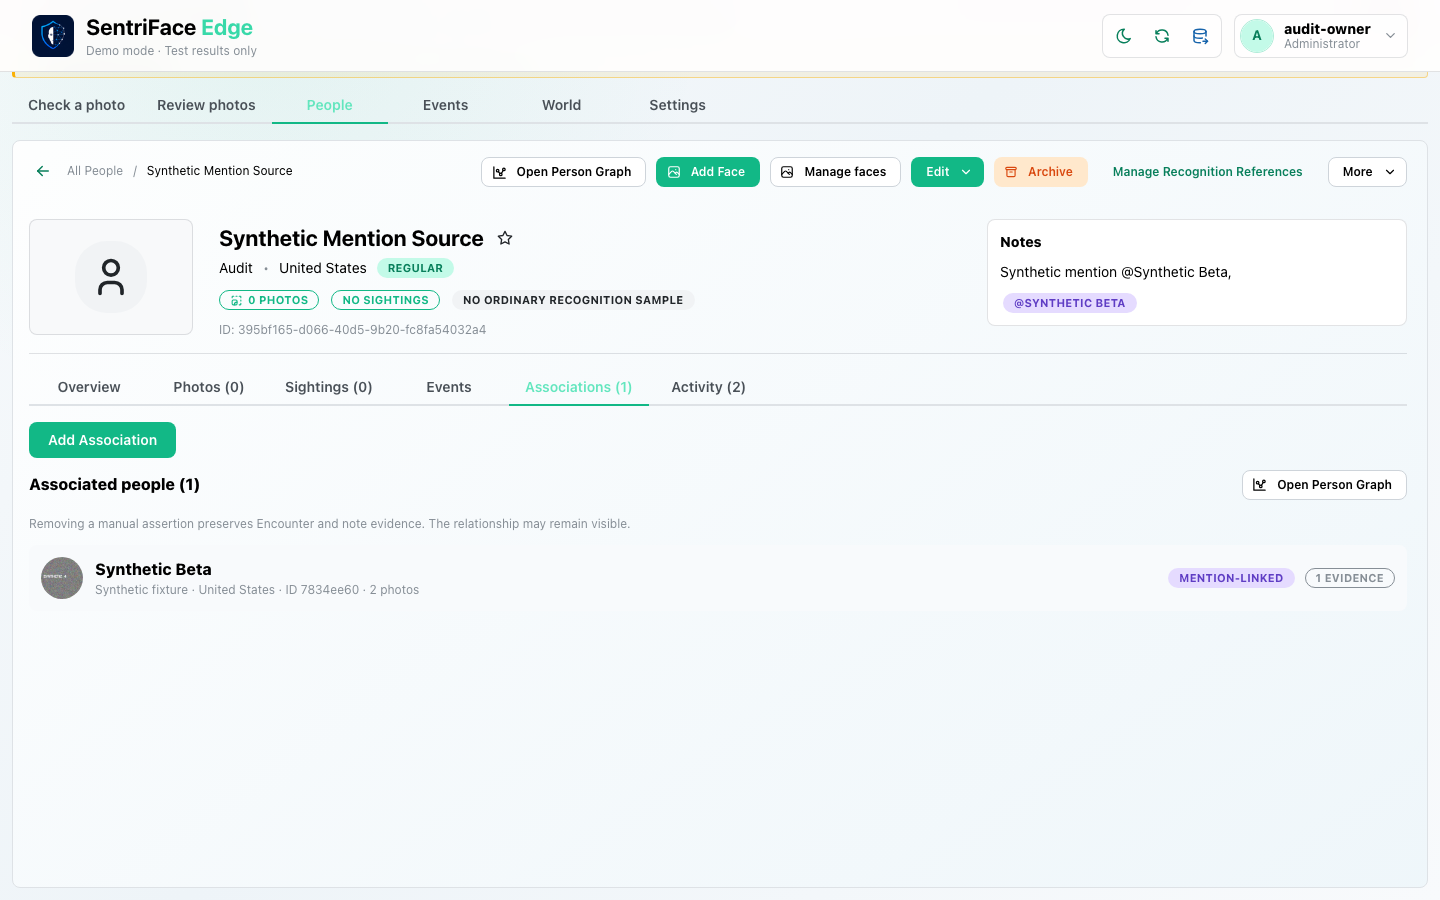 SentriFace Edge
Demo mode · Test results only
A
audit-owner
Administrator
Check a photo
Review photos
People
Events
World
Settings
All People / Synthetic Mention Source
Open Person Graph
Add Face
Manage faces
Edit
Archive
Manage Recognition References
More
Synthetic Mention Source
Audit • United States REGULAR
0 PHOTOS
NO SIGHTINGS
NO ORDINARY RECOGNITION SAMPLE
ID: 395bf165-d066-40d5-9b20-fc8fa54032a4
Notes
Synthetic mention @Synthetic Beta,
@SYNTHETIC BETA
Overview
Photos (0)
Sightings (0)
Events
Associations (1)
Activity (2)
Add Association
Associated people (1)
Open Person Graph
Removing a manual assertion preserves Encounter and note evidence. The relationship may remain visible.
Synthetic Beta
Synthetic fixture · United States · ID 7834ee60 · 2 photos
MENTION-LINKED
1 EVIDENCE